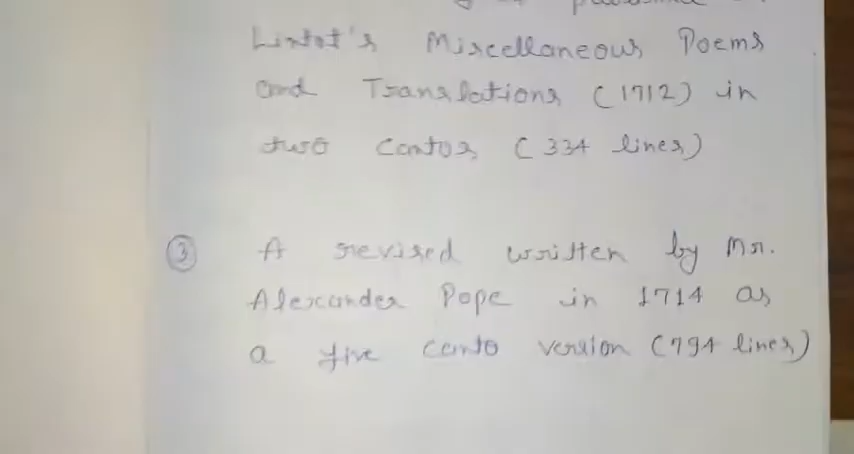 Lintot's Miscellaneous Poems
and Translations (1712) in
two Cantos (334 lines)
③ A revised written by Mr.
Alexander Pope in 1714 as
a five canto version (794 lines)